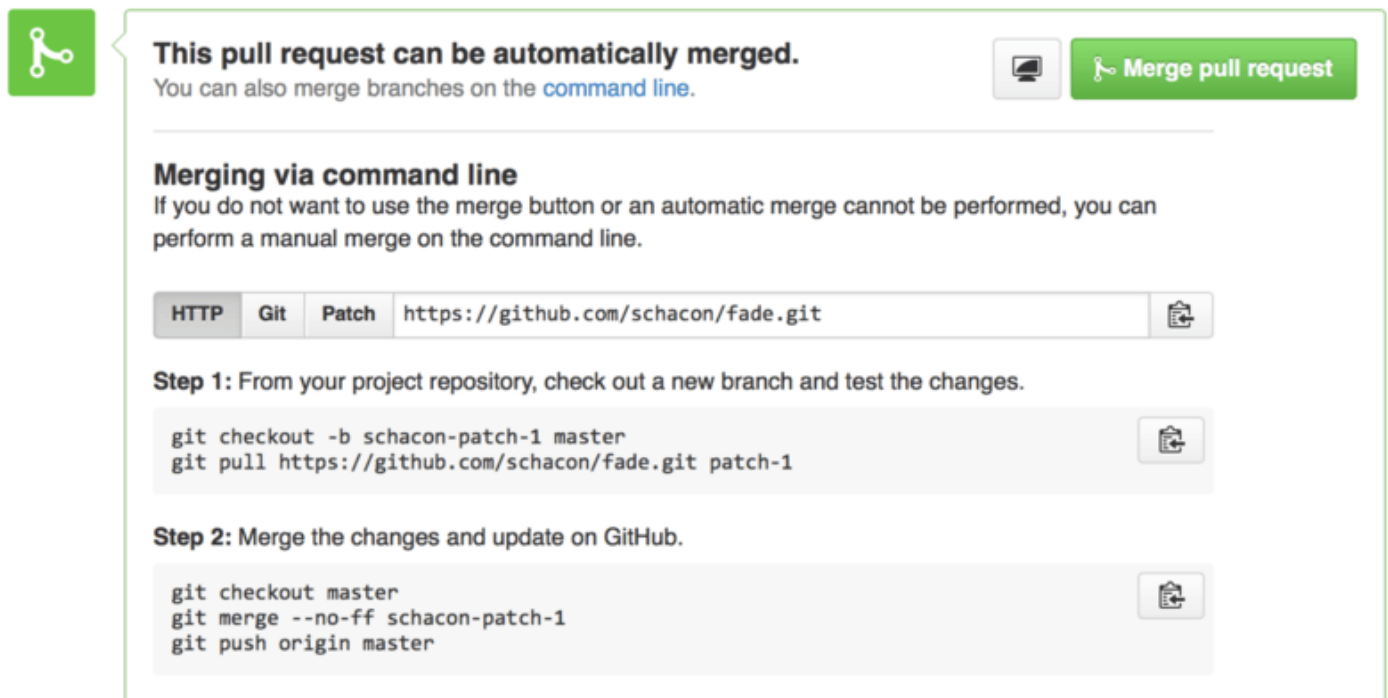 This pull request can be automatically merged.
You can also merge branches on the command line.
Merge pull request
Merging via command line
If you do not want to use the merge button or an automatic merge cannot be performed, you can
perform a manual merge on the command line.
HTTP Git Patch https://github.com/schacon/fade.git
Step 1: From your project repository, check out a new branch and test the changes.
git checkout -b schacon-patch-1 master
git pull https://github.com/schacon/fade.git patch-1
Step 2: Merge the changes and update on GitHub.
git checkout master
git merge --no-ff schacon-patch-1
git push origin master